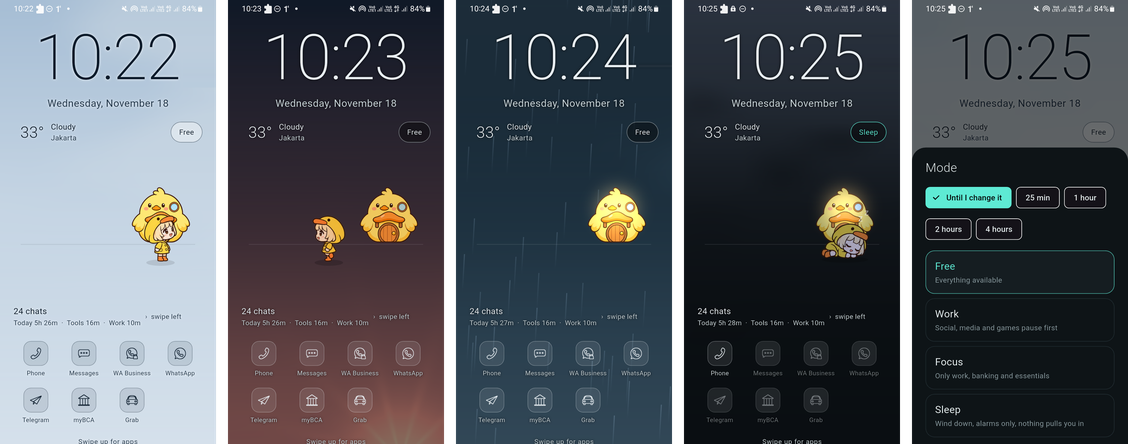 10:22
84%
10:22
Wednesday, November 18
33° Cloudy
Jakarta
Free
24 chats
Today 5h 26m · Tools 16m · Work 10m
‹ swipe left
Phone Messages WA Business WhatsApp
Telegram myBCA Grab
Swipe up for apps
10:23
84%
10:23
Wednesday, November 18
33° Cloudy
Jakarta
Free
24 chats
Today 5h 26m · Tools 16m · Work 10m
‹ swipe left
Phone Messages WA Business WhatsApp
Telegram myBCA Grab
Swipe up for apps
10:24
84%
10:24
Wednesday, November 18
33° Cloudy
Jakarta
Free
24 chats
Today 5h 27m · Tools 16m · Work 10m
‹ swipe left
Phone Messages WA Business WhatsApp
Telegram myBCA Grab
Swipe up for apps
10:25
84%
10:25
Wednesday, November 18
33° Cloudy
Jakarta
Sleep
24 chats
Today 5h 28m · Tools 16m · Work 10m
‹ swipe left
Phone Messages WA Business WhatsApp
Telegram myBCA Grab
Swipe up for apps
10:25
84%
10:25
Wednesday, November 18
33° Cloudy
Jakarta
Free
Mode
Until I change it
25 min
1 hour
2 hours
4 hours
Free
Everything available
Work
Social, media and games pause first
Focus
Only work, banking and essentials
Sleep
Wind down, alarms only, nothing pulls you in